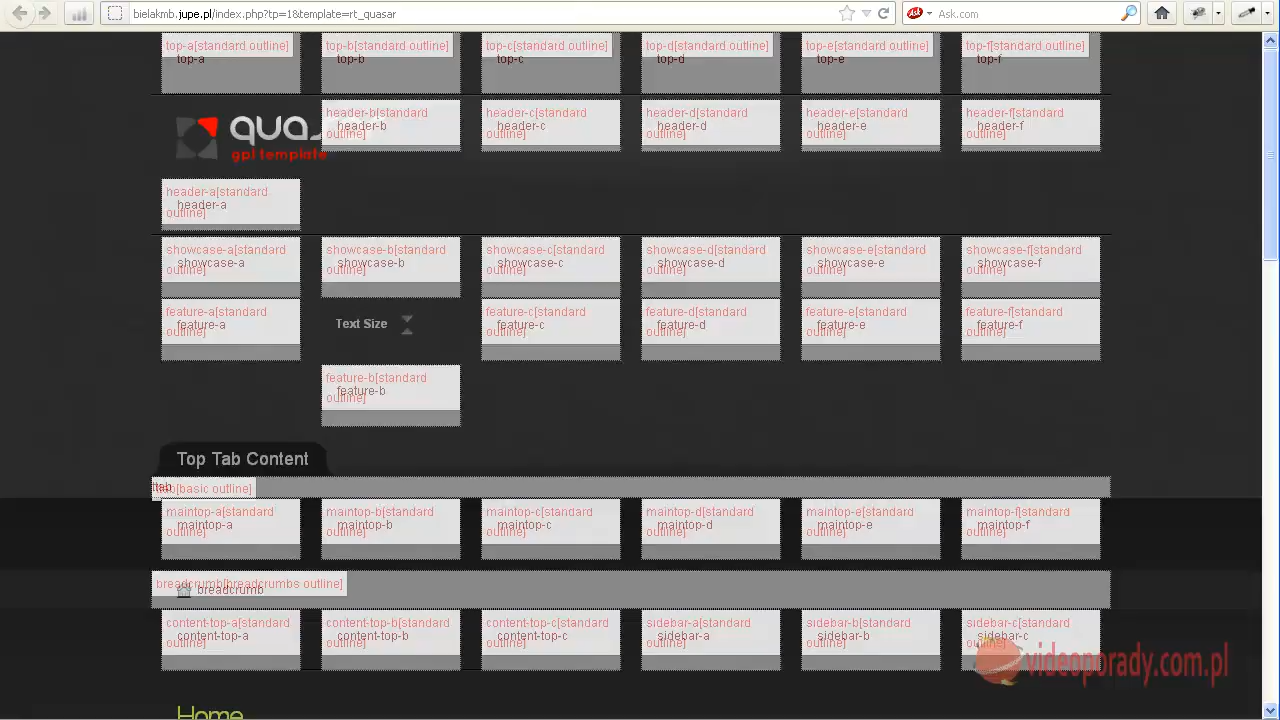 bielakmb.jupe.pl/index.php?tp=1&template=rt_quasar
Ask.com
top-a[standard outline] top-b[standard outline] top-c[standard outline] top-d[standard outline] top-e[standard outline] top-f[standard outline]
top-a top-b top-c top-d top-e top-f
header-b[standard outline] header-c[standard outline] header-d[standard outline] header-e[standard outline] header-f[standard outline]
header-b header-c header-d header-e header-f
gpl template
header-a[standard outline]
header-a
showcase-a[standard outline] showcase-b[standard outline] showcase-c[standard outline] showcase-d[standard outline] showcase-e[standard outline] showcase-f[standard outline]
showcase-a showcase-b showcase-c showcase-d showcase-e showcase-f
feature-a[standard outline] Text Size feature-c[standard outline] feature-d[standard outline] feature-e[standard outline] feature-f[standard outline]
feature-a feature-c feature-d feature-e feature-f
feature-b[standard outline]
feature-b
Top Tab Content
ttab[basic outline]
ttab
maintop-a[standard outline] maintop-b[standard outline] maintop-c[standard outline] maintop-d[standard outline] maintop-e[standard outline] maintop-f[standard outline]
maintop-a maintop-b maintop-c maintop-d maintop-e maintop-f
breadcrumb[breadcrumbs outline]
breadcrumb
content-top-a[standard outline] content-top-b[standard outline] content-top-c[standard outline] sidebar-a[standard outline] sidebar-b[standard outline] sidebar-c[standard outline]
content-top-a content-top-b content-top-c sidebar-a sidebar-b sidebar-c
videoporady.com.pl
Home